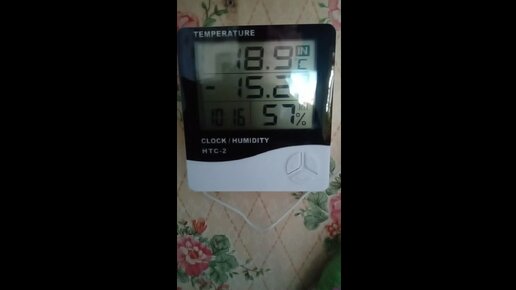 TEMPERATURE
18.9 IN °C
-15.2
10:16 57%
CLOCK / HUMIDITY
HTC-2